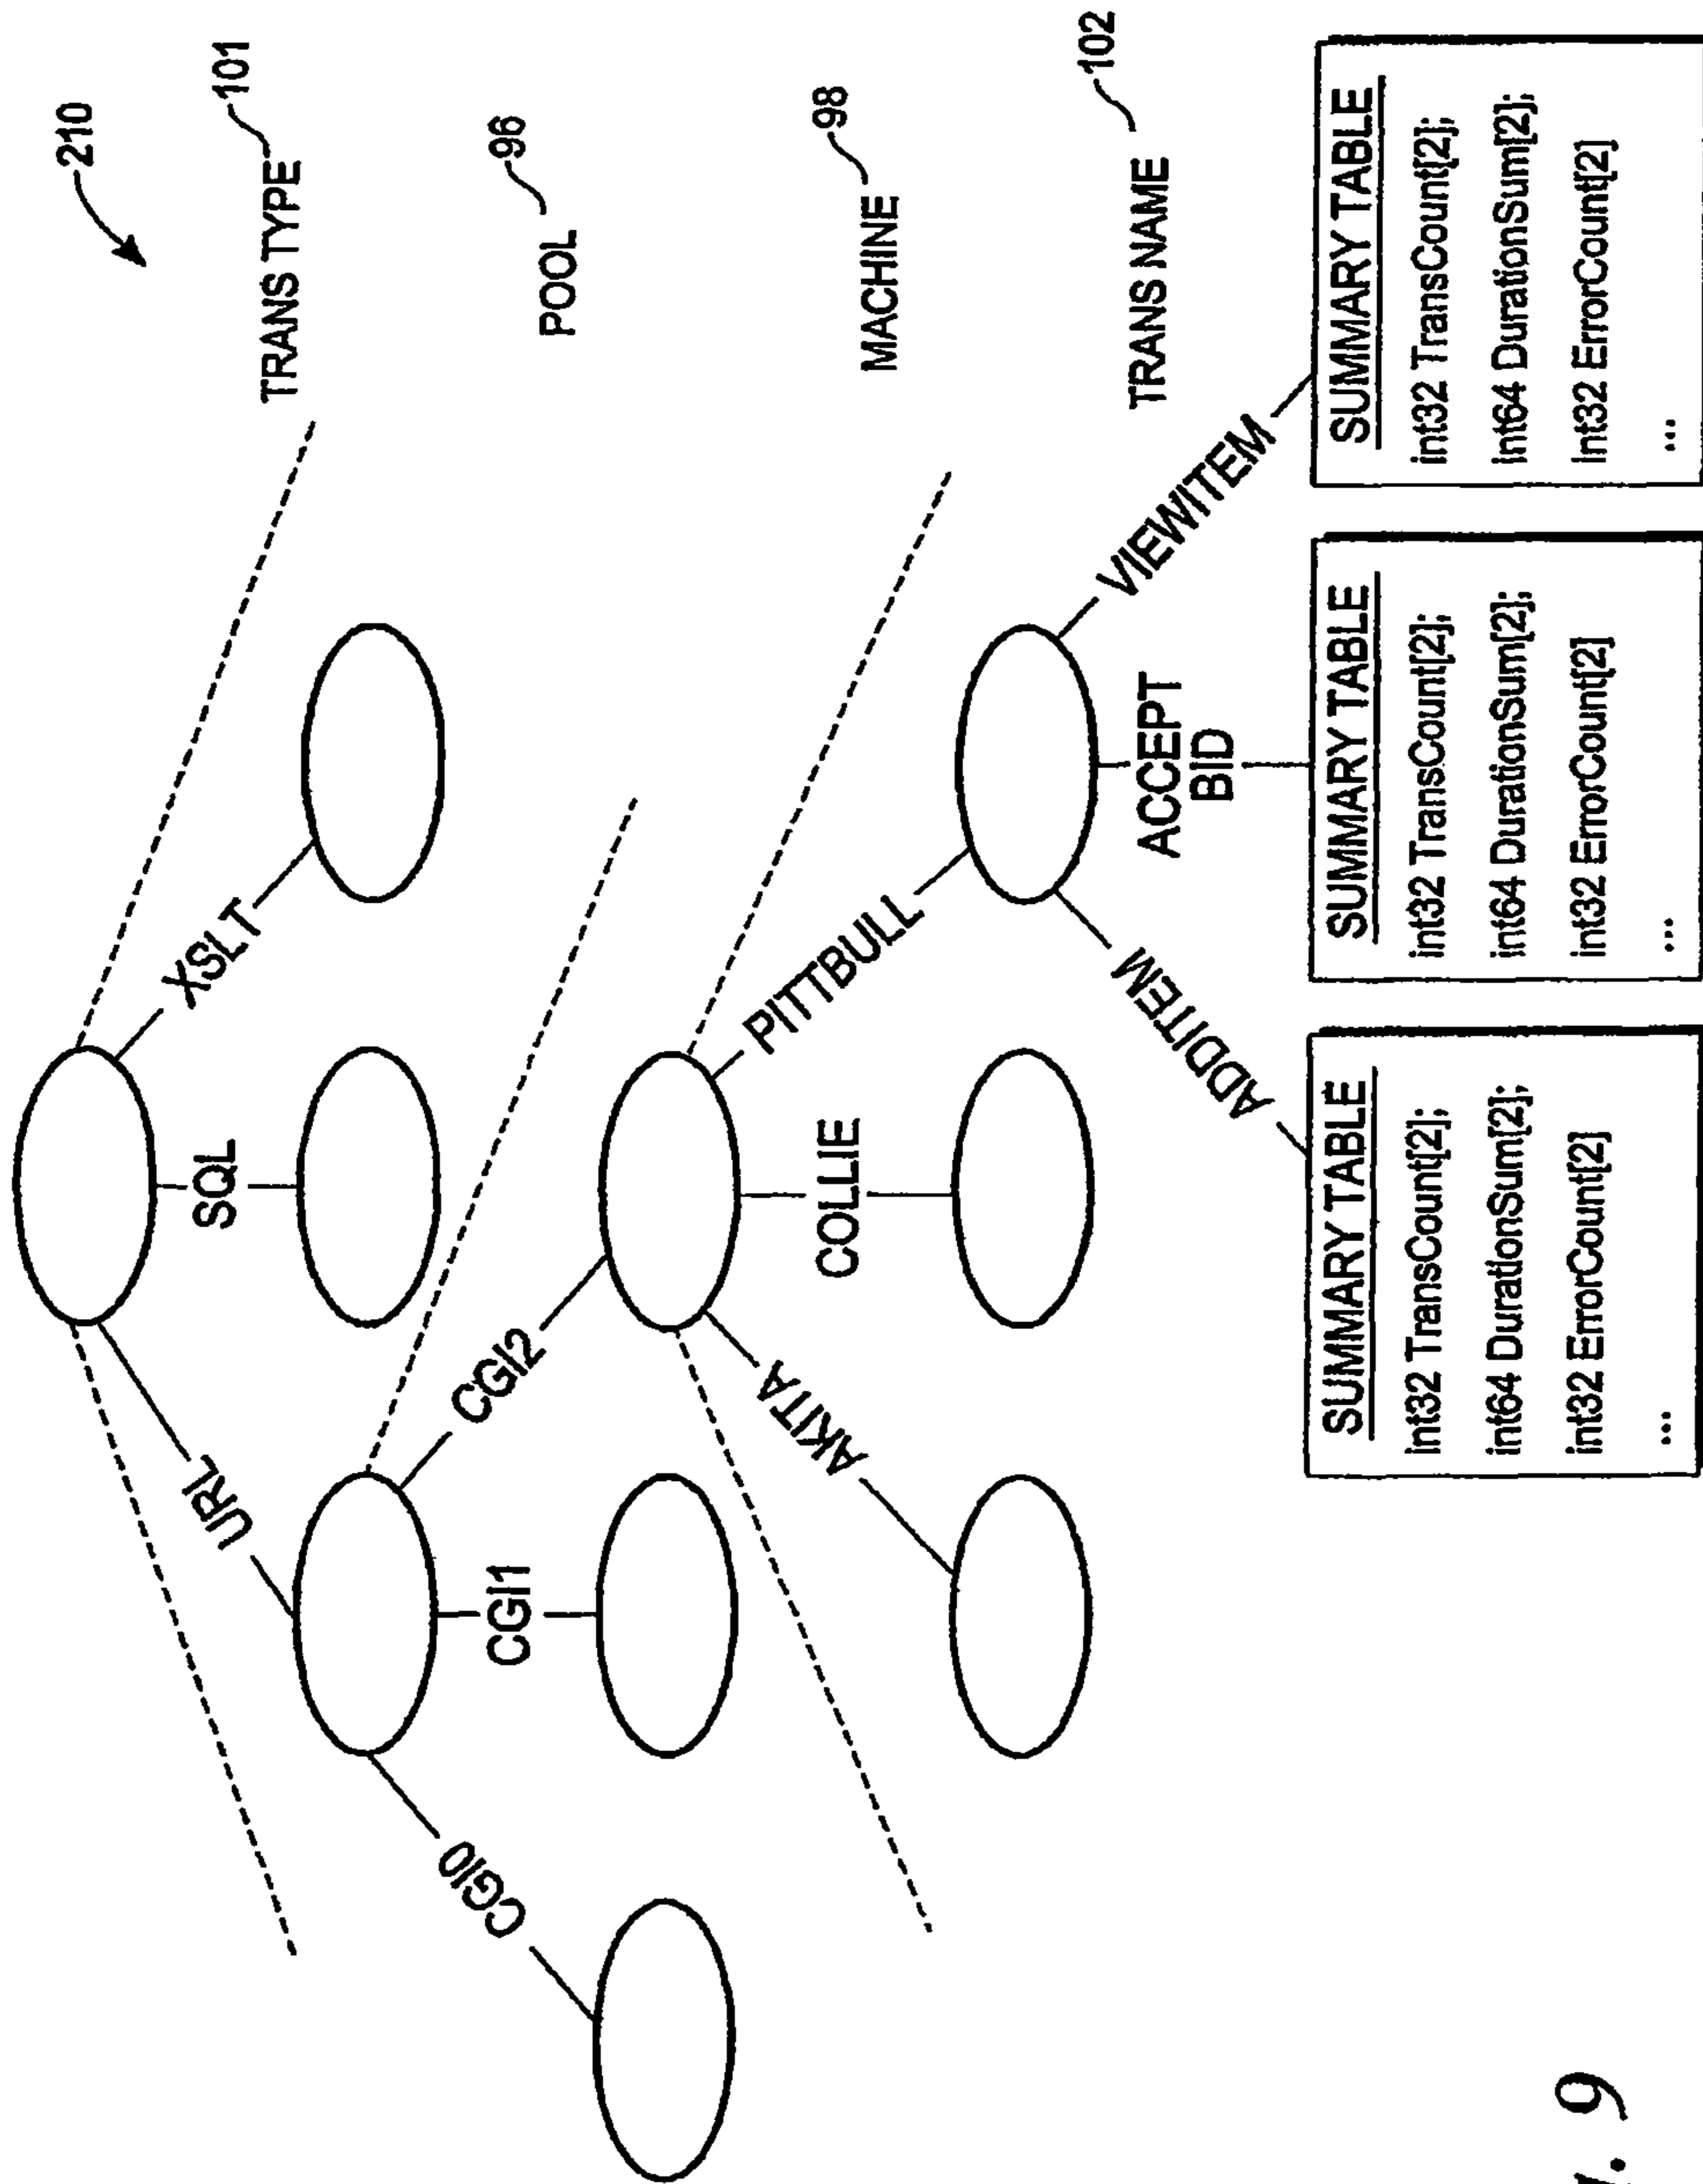 210
TRANS TYPE 101
URL
SQL
XSLT
POOL 96
CGI0
CGI1
CGI2
MACHINE 98
AKITA
COLLIE
PITTBULL
TRANS NAME 102
ADDITEM
ACCEPT
BID
VIEWITEM
SUMMARY TABLE
int32 TransCount[2];
int64 DurationSum[2];
int32 ErrorCount[2]
...
SUMMARY TABLE
int32 TransCount[2];
int64 DurationSum[2];
int32 ErrorCount[2]
...
SUMMARY TABLE
int32 TransCount[2];
int64 DurationSum[2];
int32 ErrorCount[2]
...
9